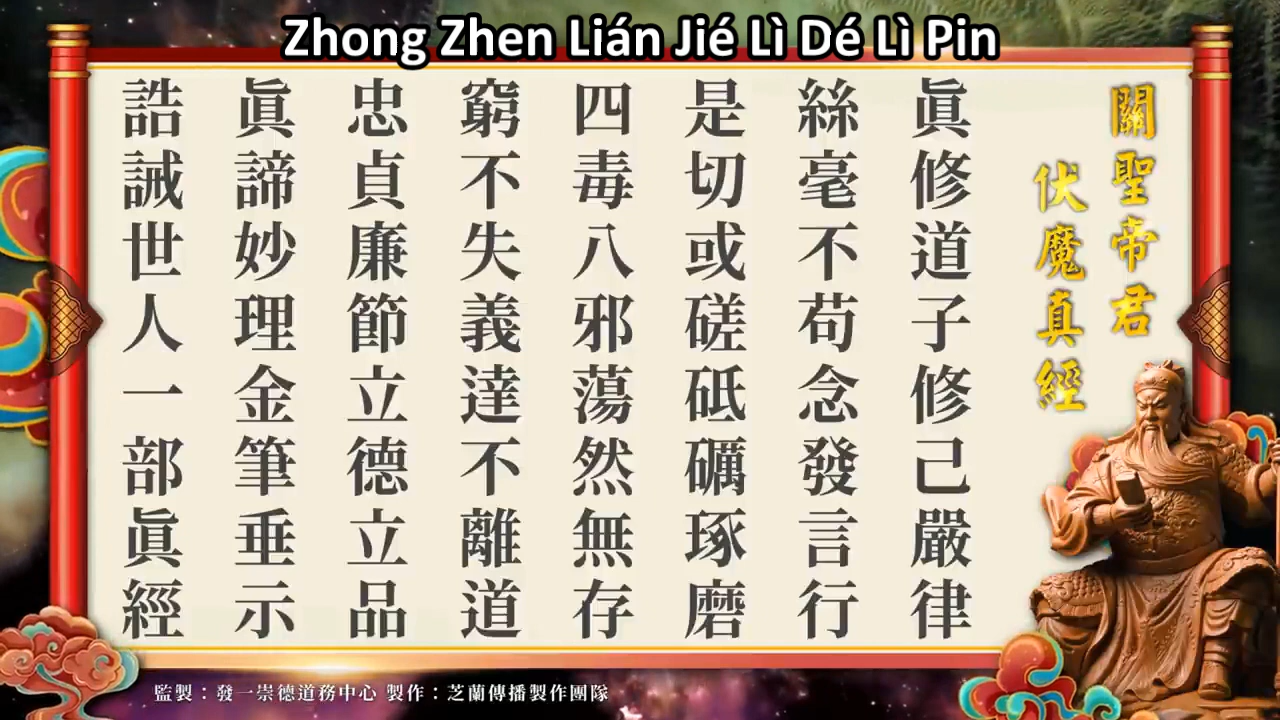 Zhong Zhen Lián Jié Lì Dé Lì Pin
關聖帝君
伏魔真經
眞修道子修己嚴律
絲毫不苟念發言行
是切或磋砥礪琢磨
四毒八邪蕩然無存
窮不失義達不離道
忠貞廉節立德立品
眞諦妙理金筆垂示
誥誡世人一部眞經
監製：發一崇德道務中心 製作：芝蘭傳播製作團隊